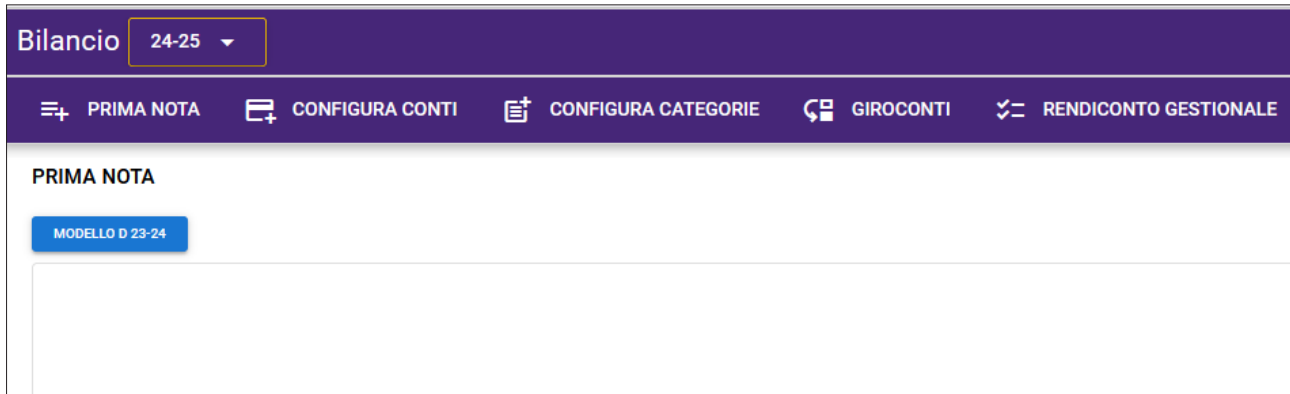 Bilancio 24-25
PRIMA NOTA CONFIGURA CONTI CONFIGURA CATEGORIE GIROCONTI RENDICONTO GESTIONALE
PRIMA NOTA
MODELLO D 23-24